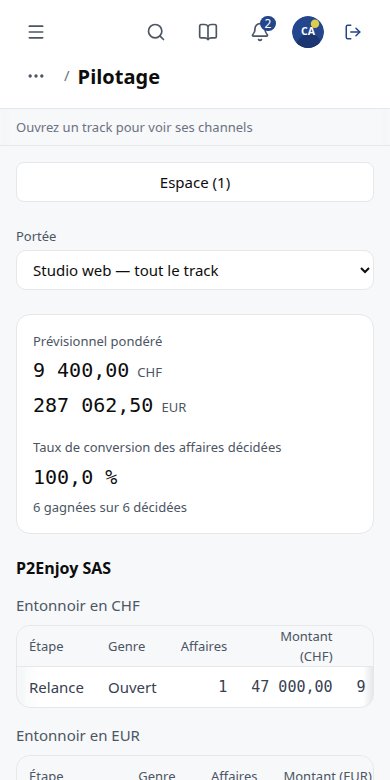 2
CA
... / Pilotage
Ouvrez un track pour voir ses channels
Espace (1)
Portée
Studio web — tout le track
Prévisionnel pondéré
9 400,00 CHF
287 062,50 EUR
Taux de conversion des affaires décidées
100,0 %
6 gagnées sur 6 décidées
P2Enjoy SAS
Entonnoir en CHF
Étape Genre Affaires Montant (CHF)
Relance Ouvert 1 47 000,00 9
Entonnoir en EUR
Étape Genre Affaires Montant (EUR)